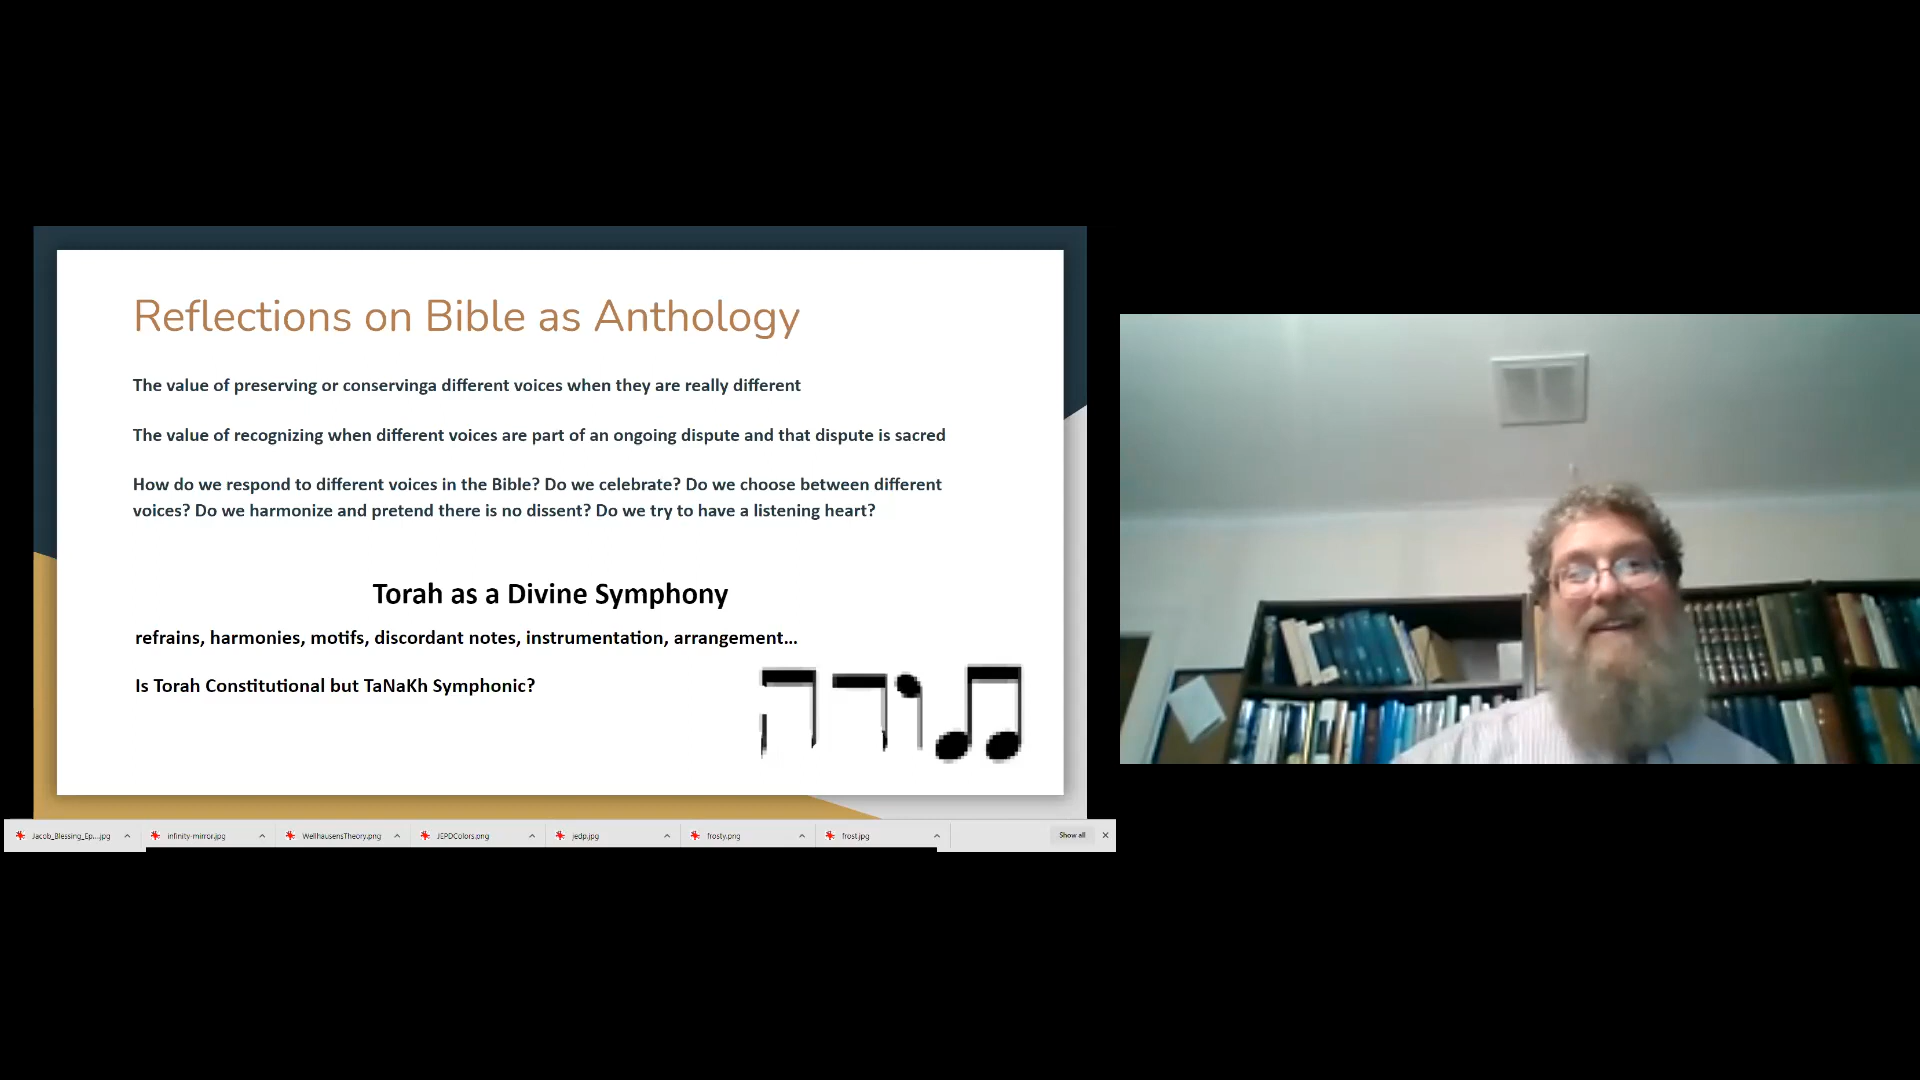 Reflections on Bible as Anthology
The value of preserving or conservinga different voices when they are really different
The value of recognizing when different voices are part of an ongoing dispute and that dispute is sacred
How do we respond to different voices in the Bible? Do we celebrate? Do we choose between different
voices? Do we harmonize and pretend there is no dissent? Do we try to have a listening heart?
Torah as a Divine Symphony
refrains, harmonies, motifs, discordant notes, instrumentation, arrangement...
Is Torah Constitutional but TaNaKh Symphonic?
תורה
Jacob_Blessing_Ep....jpg
infinity-mirror.jpg
WellhausensTheory.png
JEPDColors.png
jedp.jpg
frosty.png
frost.jpg
Show all